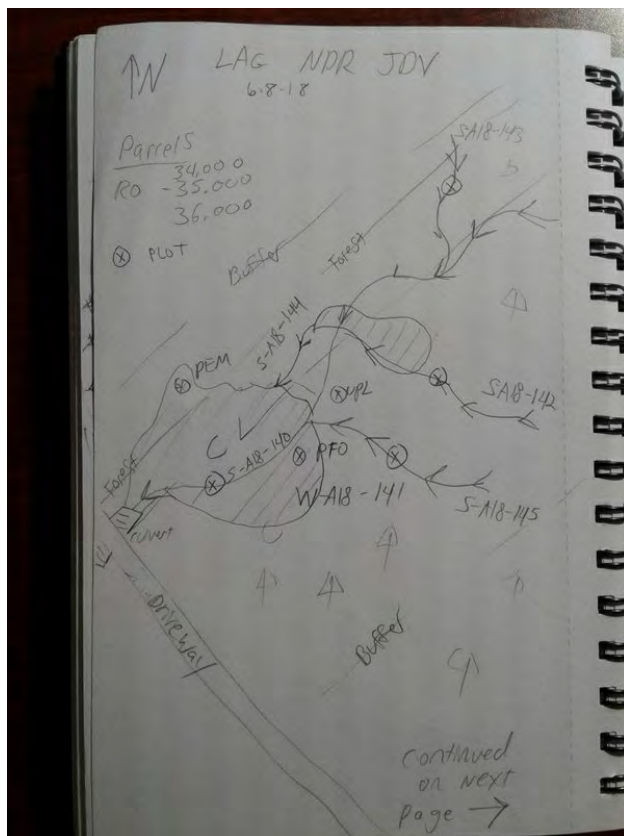 N LAG NDR JDV
6.8.18
Parcels
34,000
RO -35.000
36.000
PLOT
SA18-143
Buffer
Forest
S-A18-144
PEM
UPL
SA18-142
C L
S-A18-140
PFO
Forest
W-A18-141
S-A18-145
culvert
Driveway
Buffer
continued
on Next
Page